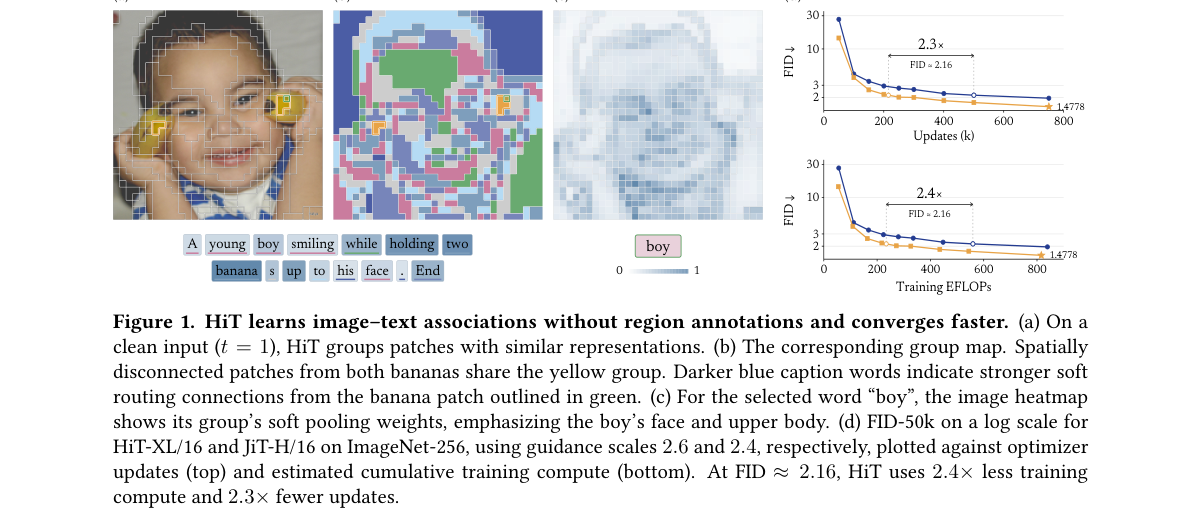 30
10
3
2
FID ↓
2.3×
FID ≈ 2.16
1.4778
0 200 400 600 800
Updates (k)
30
10
3
2
FID ↓
2.4×
FID ≈ 2.16
1.4778
0 200 400 600 800
Training EFLOPs
A young boy smiling while holding two
banana s up to his face . End
boy
0 1
Figure 1. HiT learns image–text associations without region annotations and converges faster. (a) On a
clean input (t = 1), HiT groups patches with similar representations. (b) The corresponding group map. Spatially
disconnected patches from both bananas share the yellow group. Darker blue caption words indicate stronger soft
routing connections from the banana patch outlined in green. (c) For the selected word “boy”, the image heatmap
shows its group’s soft pooling weights, emphasizing the boy’s face and upper body. (d) FID-50k on a log scale for
HiT-XL/16 and JiT-H/16 on ImageNet-256, using guidance scales 2.6 and 2.4, respectively, plotted against optimizer
updates (top) and estimated cumulative training compute (bottom). At FID ≈ 2.16, HiT uses 2.4× less training
compute and 2.3× fewer updates.